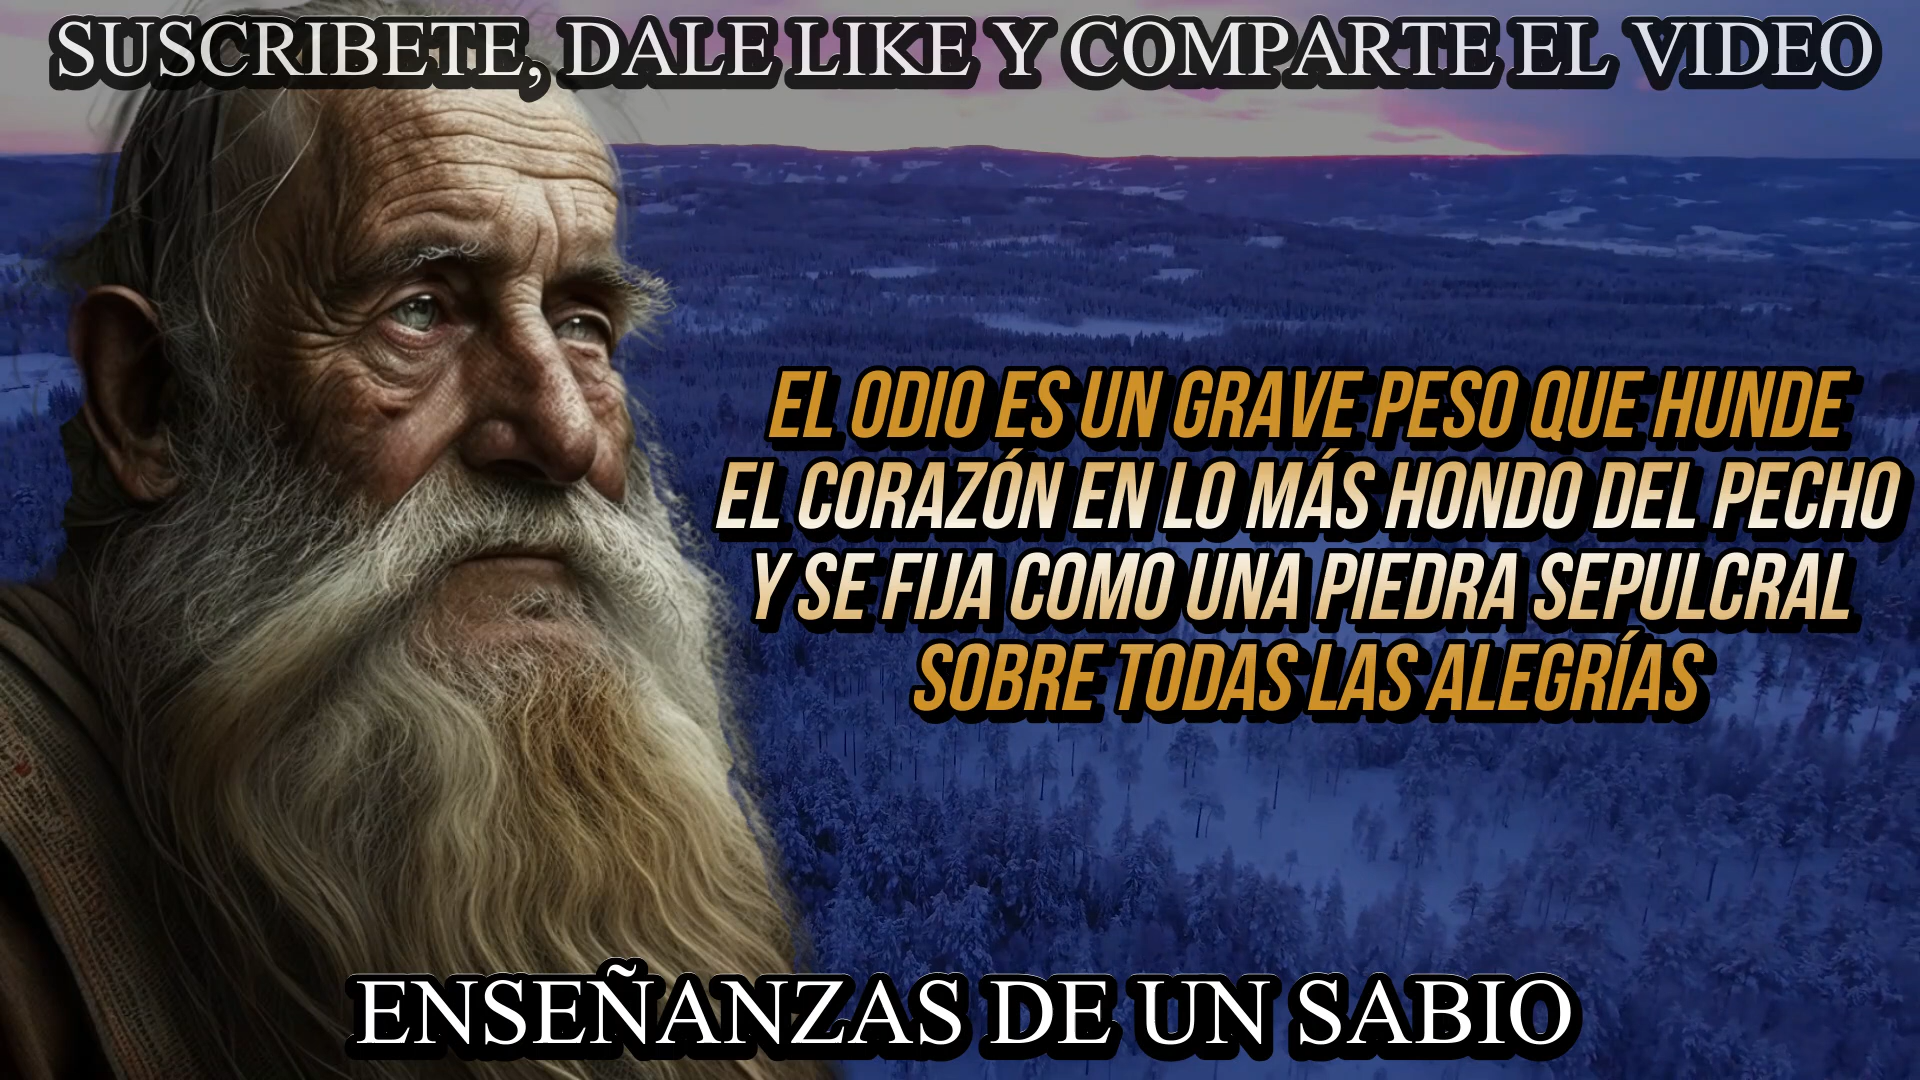 SUSCRIBETE, DALE LIKE Y COMPARTE EL VIDEO
EL ODIO ES UN GRAVE PESO QUE HUNDE
EL CORAZÓN EN LO MÁS HONDO DEL PECHO
Y SE FIJA COMO UNA PIEDRA SEPULCRAL
SOBRE TODAS LAS ALEGRÍAS
ENSEÑANZAS DE UN SABIO